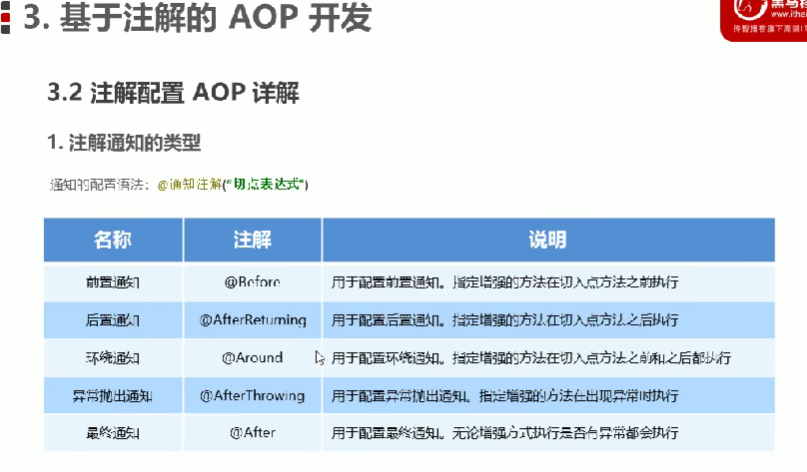 3. 基于注解的 AOP 开发
www.ithei
传智播客旗下高端IT
3.2 注解配置 AOP 详解
1. 注解通知的类型
通知的配置语法：@通知注解(“切点表达式")
名称 注解 说明
前置通知 @Before 用于配置前置通知。指定增强的方法在切入点方法之前执行
后置通知 @AfterReturning 用于配置后置通知。指定增强的方法在切入点方法之后执行
环绕通知 @Around 用于配置环绕通知。指定增强的方法在切入点方法之前和之后都执行
异常抛出通知 @AfterThrowing 用于配置异常抛出通知。指定增强的方法在出现异常时执行
最终通知 @After 用于配置最终通知。无论增强方式执行是否有异常都会执行